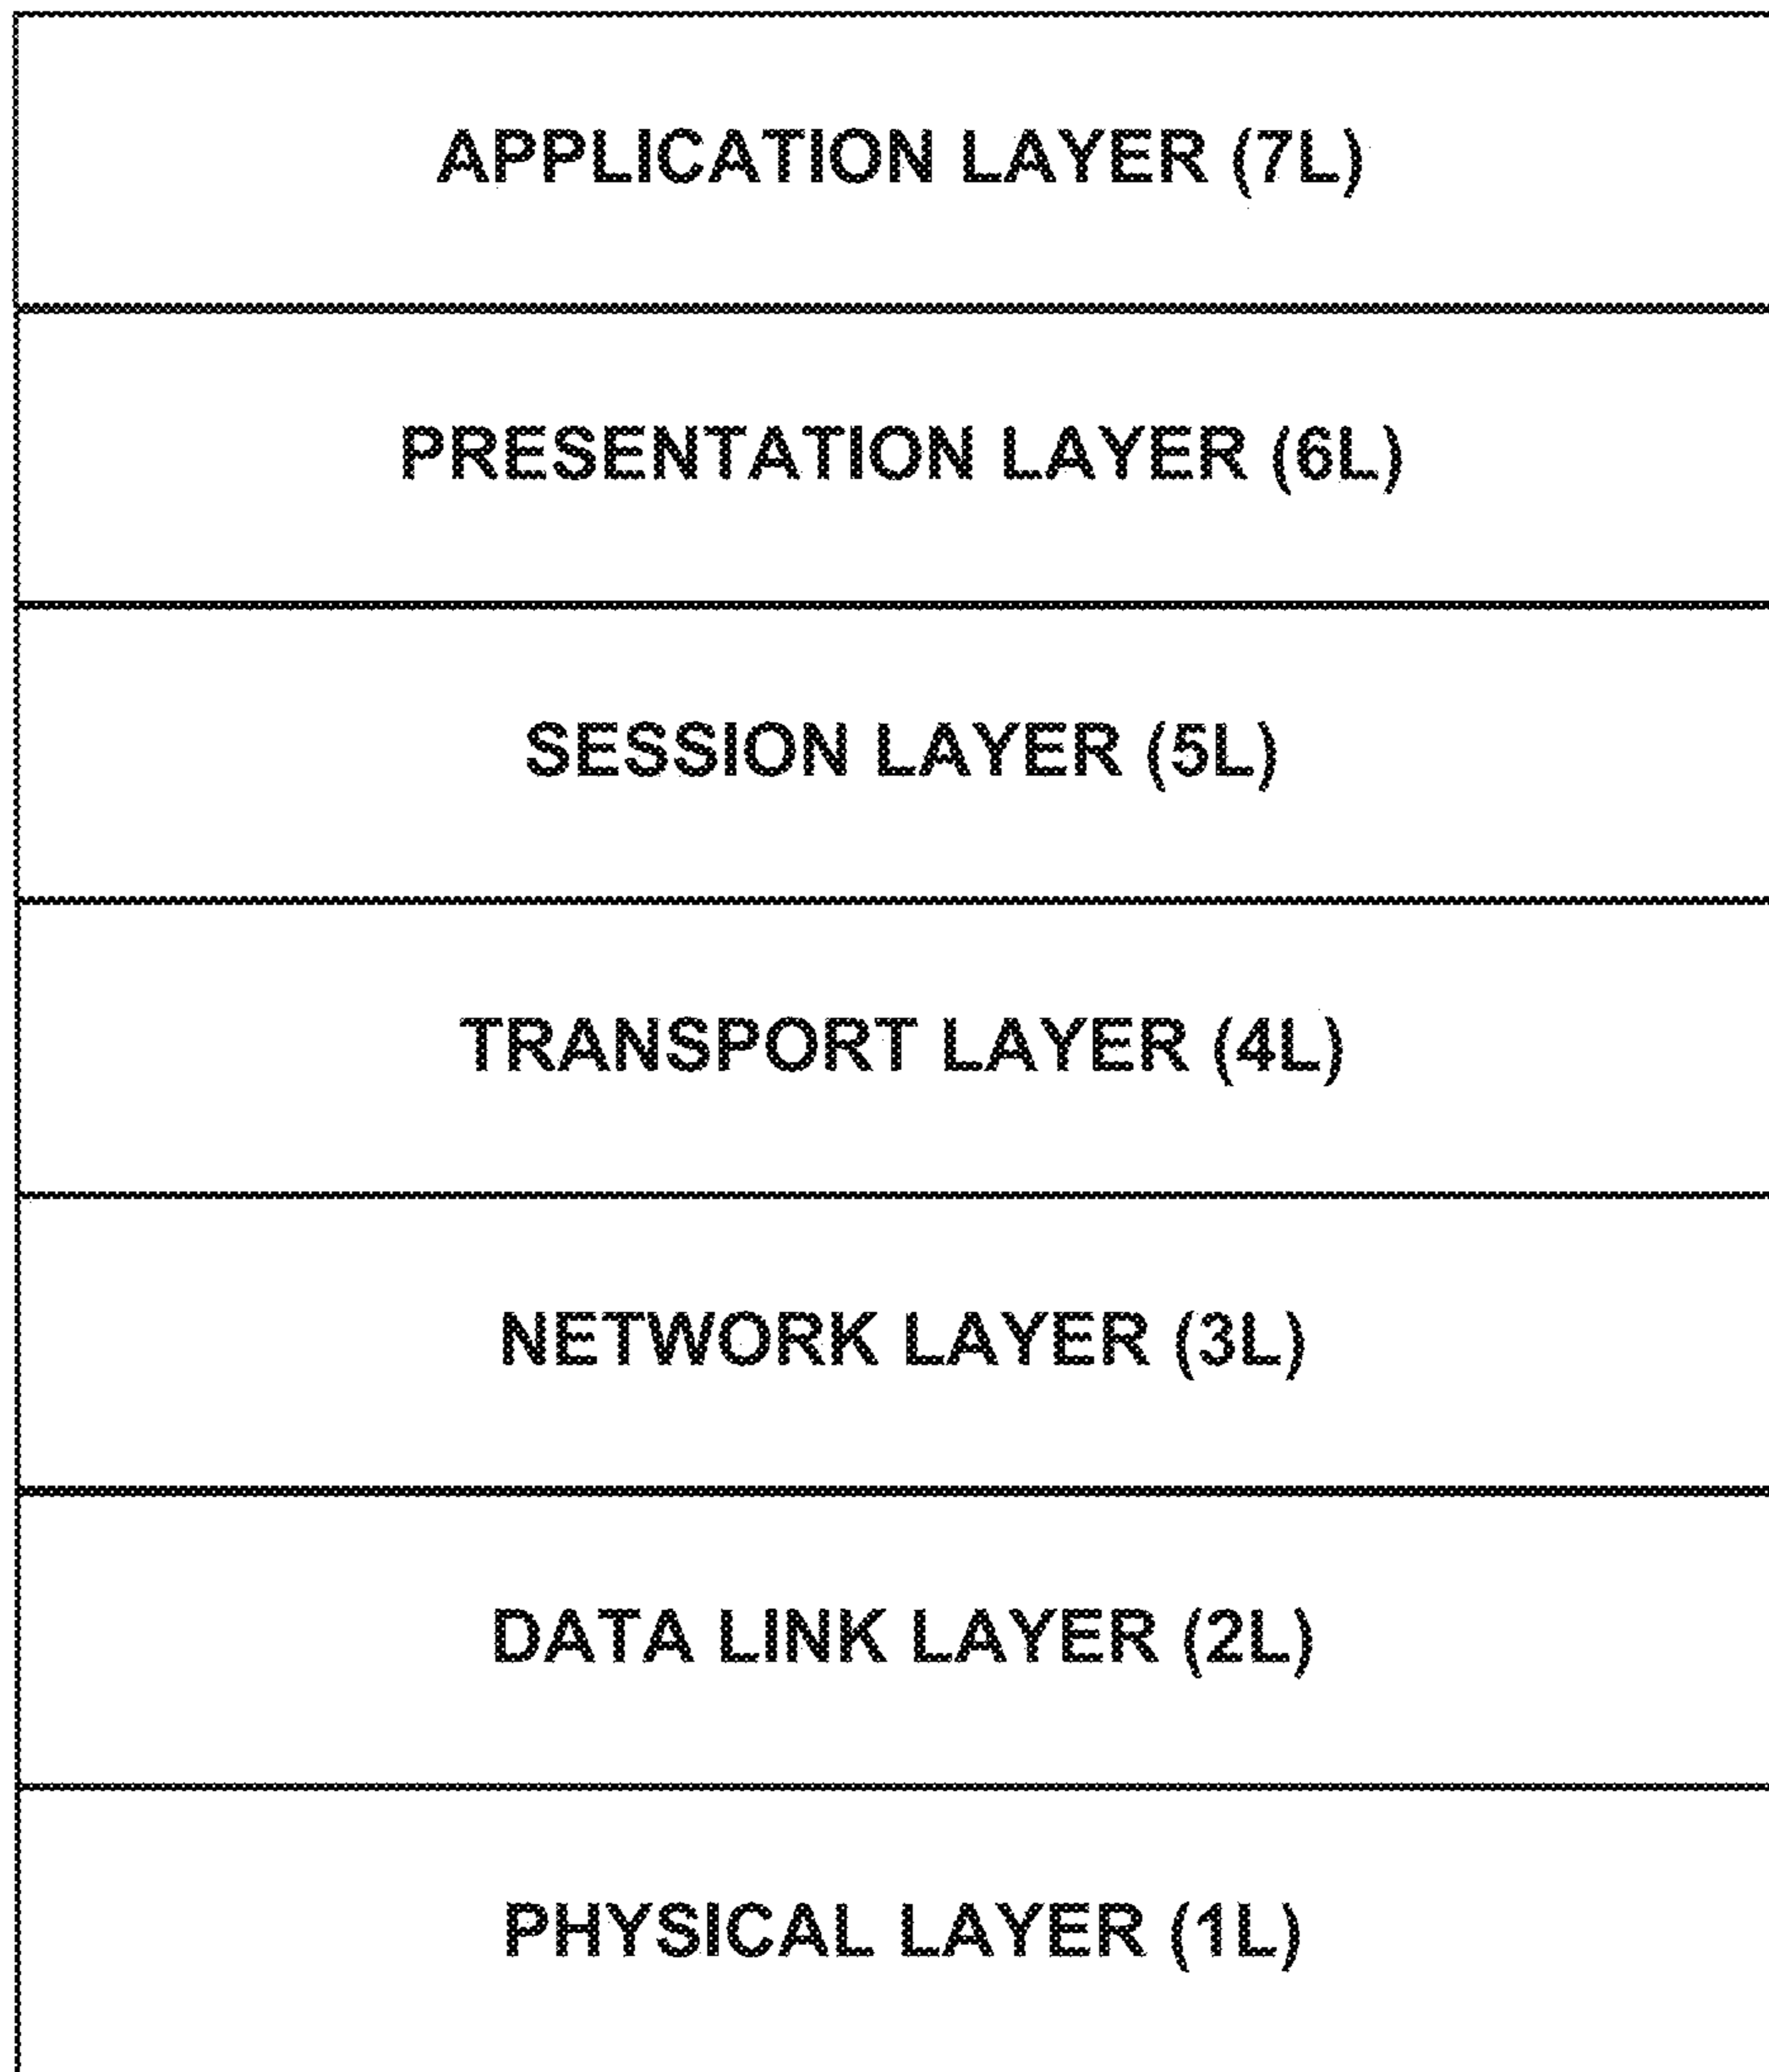 APPLICATION LAYER (7L)
PRESENTATION LAYER (6L)
SESSION LAYER (5L)
TRANSPORT LAYER (4L)
NETWORK LAYER (3L)
DATA LINK LAYER (2L)
PHYSICAL LAYER (1L)